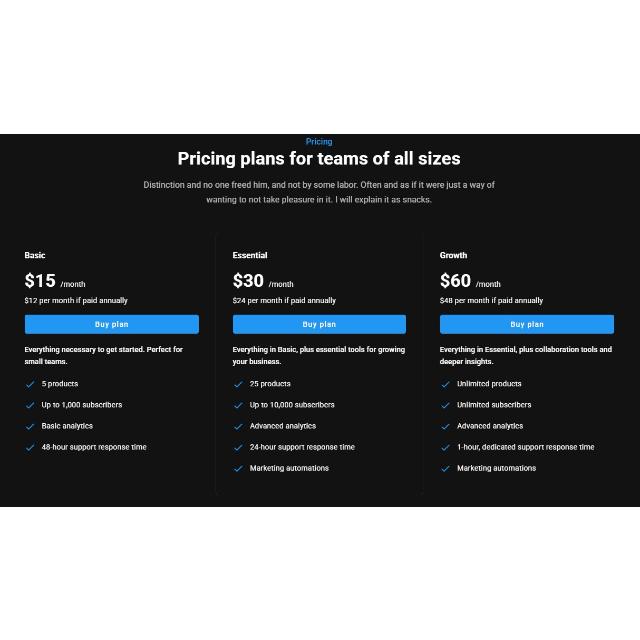 Pricing
Pricing plans for teams of all sizes
Distinction and no one freed him, and not by some labor. Often and as if it were just a way of
wanting to not take pleasure in it. I will explain it as snacks.
Basic
$15 /month
$12 per month if paid annually
Buy plan
Everything necessary to get started. Perfect for
small teams.
5 products
Up to 1,000 subscribers
Basic analytics
48-hour support response time
Essential
$30 /month
$24 per month if paid annually
Buy plan
Everything in Basic, plus essential tools for growing
your business.
25 products
Up to 10,000 subscribers
Advanced analytics
24-hour support response time
Marketing automations
Growth
$60 /month
$48 per month if paid annually
Buy plan
Everything in Essential, plus collaboration tools and
deeper insights.
Unlimited products
Unlimited subscribers
Advanced analytics
1-hour, dedicated support response time
Marketing automations